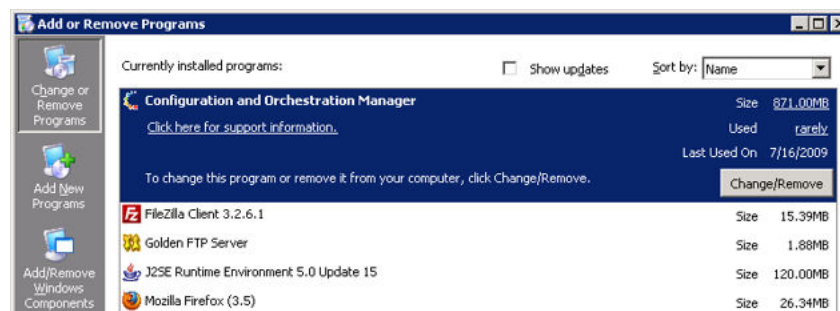 Add or Remove Programs
Change or
Remove
Programs
Add New
Programs
Add/Remove
Windows
Components
Currently installed programs:
Show updates
Sort by: Name
Configuration and Orchestration Manager
Size 871.00MB
Click here for support information.
Used rarely
Last Used On 7/16/2009
To change this program or remove it from your computer, click Change/Remove.
Change/Remove
FileZilla Client 3.2.6.1
Size 15.39MB
Golden FTP Server
Size 1.88MB
J2SE Runtime Environment 5.0 Update 15
Size 120.00MB
Mozilla Firefox (3.5)
Size 26.34MB